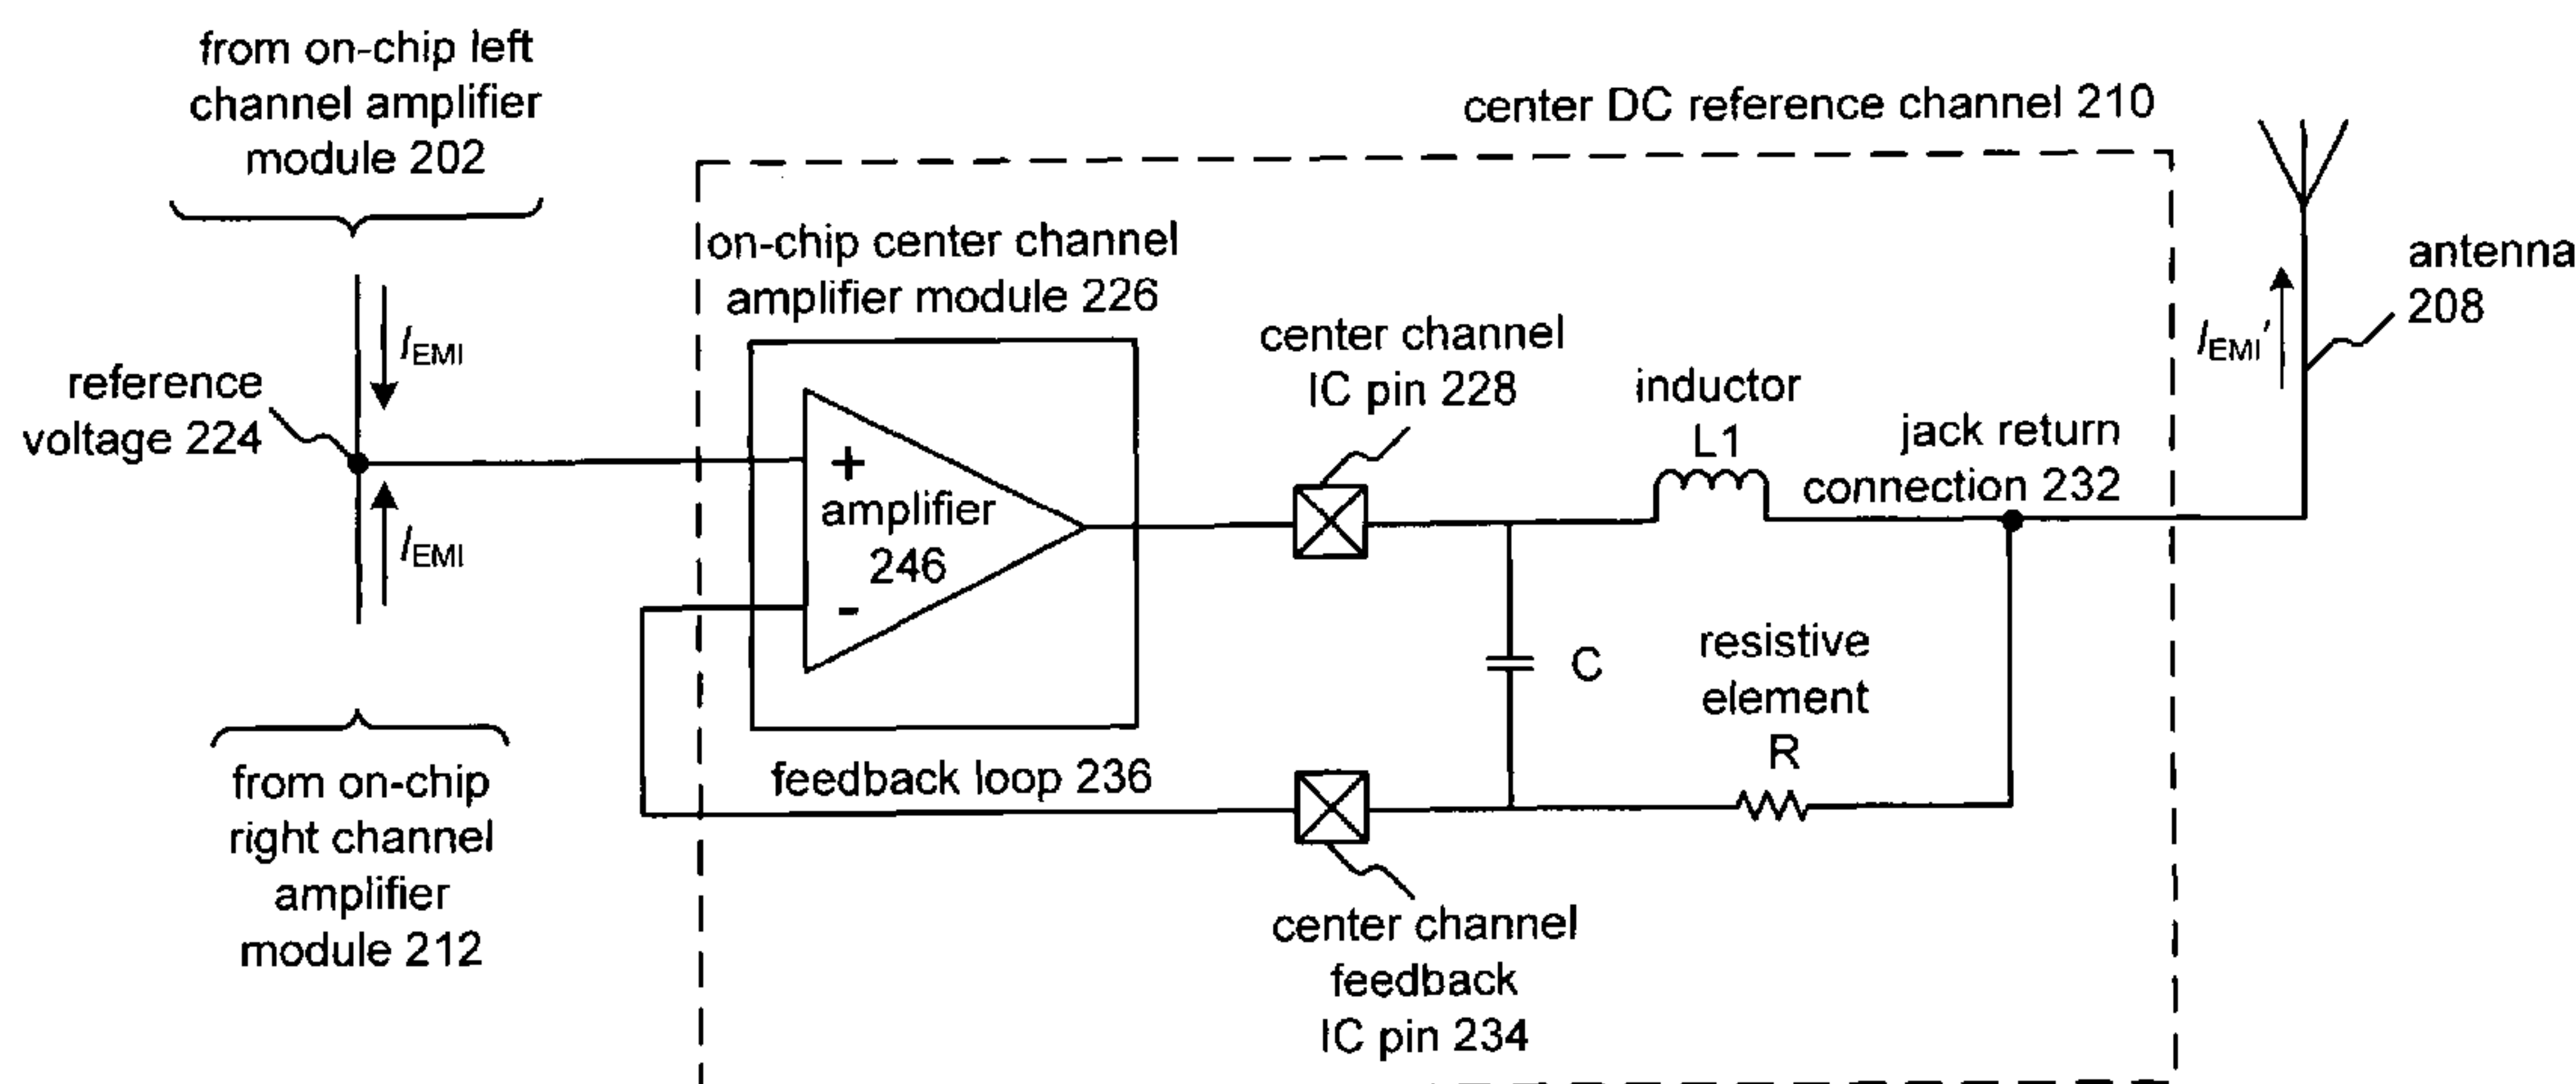 from on-chip left
channel amplifier
module 202
center DC reference channel 210
on-chip center channel
amplifier module 226
antenna
208
I_EMI
I_EMI'
center channel
IC pin 228
inductor
L1
jack return
connection 232
reference
voltage 224
+
amplifier
246
-
I_EMI
C
resistive
element
R
feedback loop 236
from on-chip
right channel
amplifier
module 212
center channel
feedback
IC pin 234